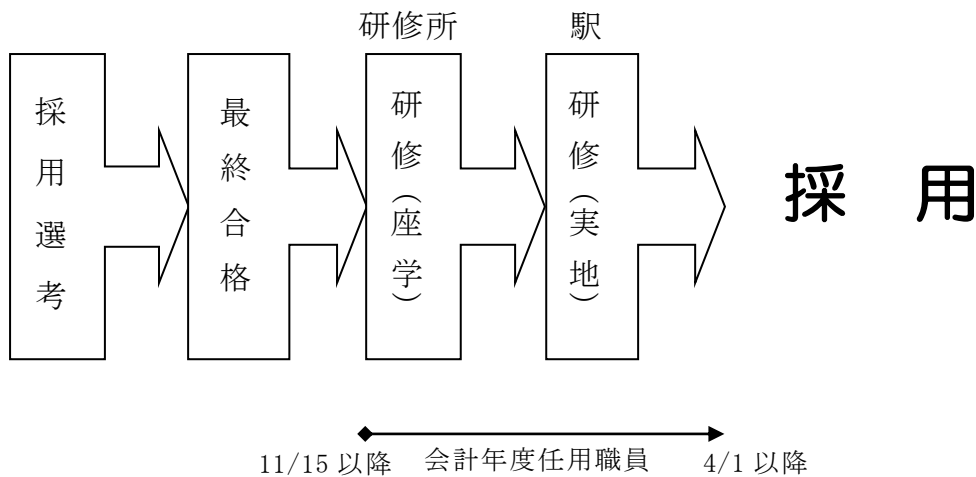 研修所
駅
採用選考
最終合格
研修（座学）
研修（実地）
採　用
11/15 以降
会計年度任用職員
4/1 以降